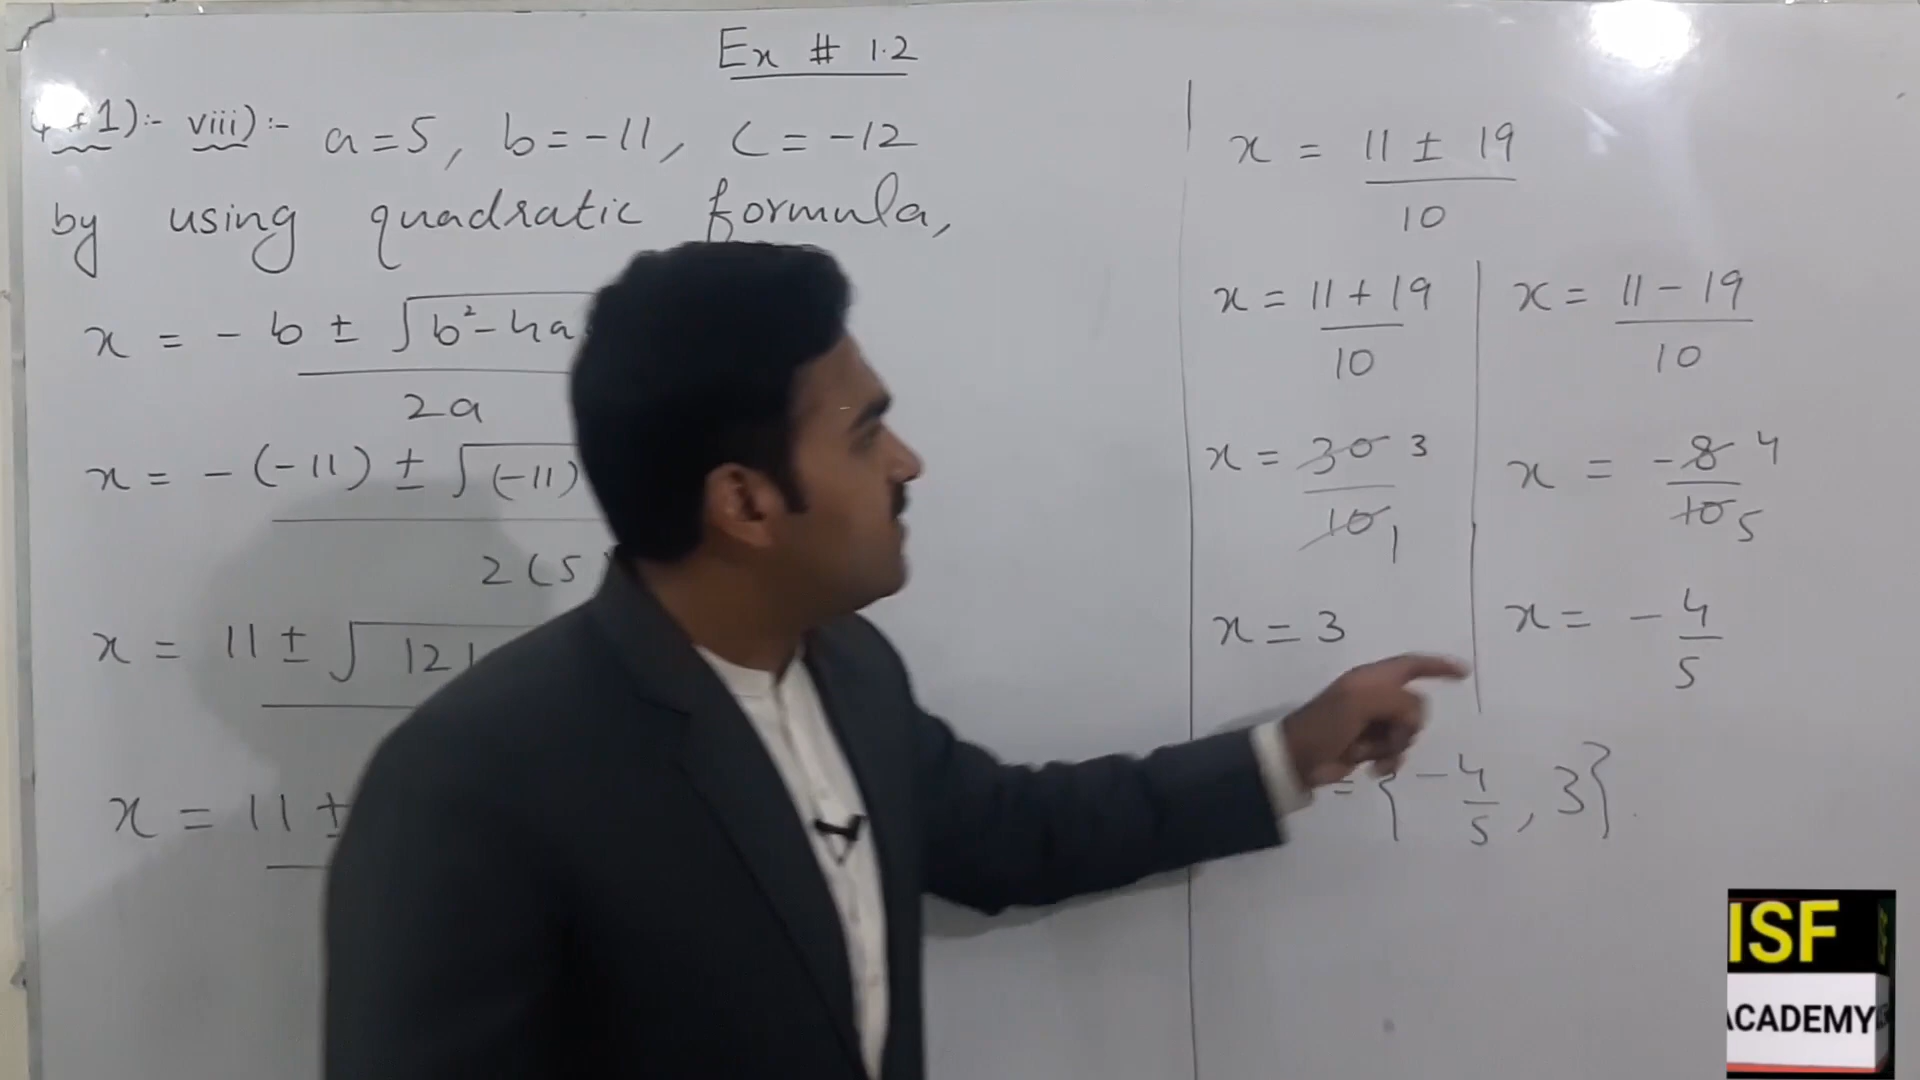 Ex # 1.2
1):- viii):- a=5, b=-11, c=-12
by using quadratic formula,
x = -b ± √b²-4a
2a
x = -(-11) ± √(-11)
2(5
x = 11 ± √121
x = 11 ±
x = 11 ± 19
10
x = 11 + 19
10
x = 30 3
10 1
x = 3
x = 11 - 19
10
x = -8 4
10 5
x = - 4
5
= {-4/5, 3}.
ISF
ACADEMY